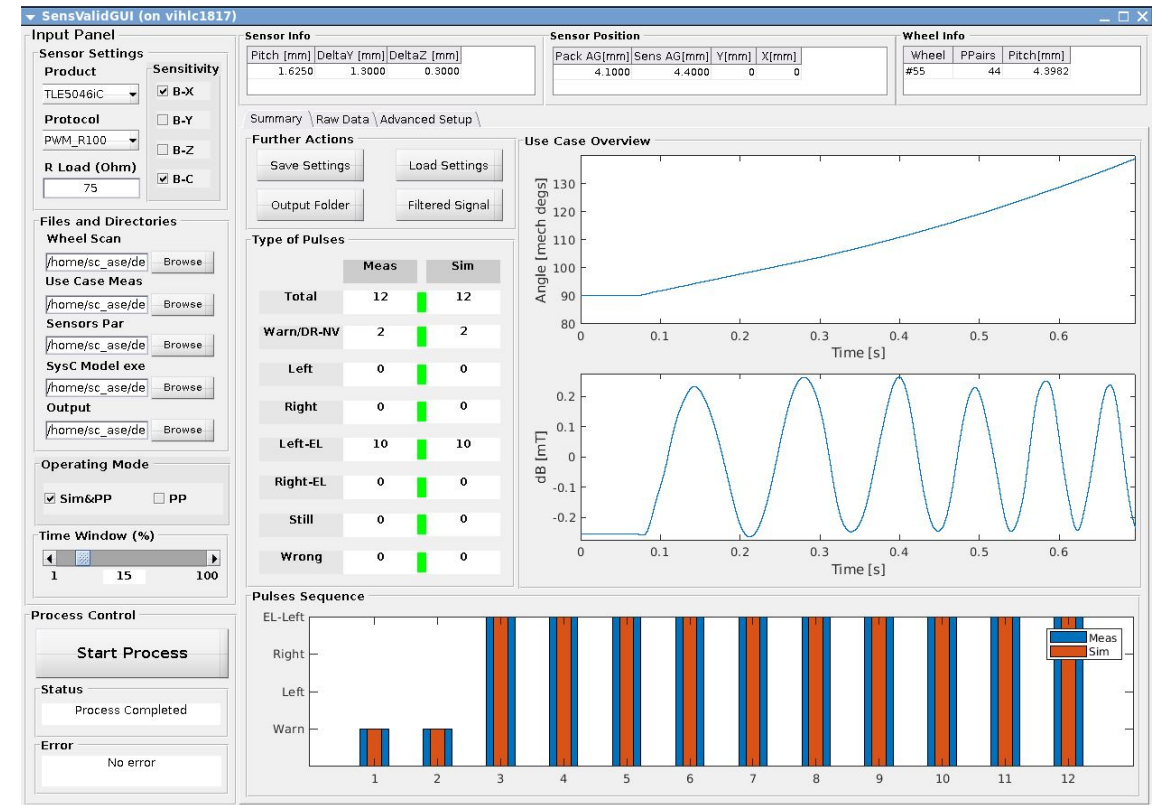 SensValidGUI (on vihlc1817)
Input Panel
Sensor Settings
Product
TLE5046iC
Protocol
PWM_R100
R Load (Ohm)
75
Sensitivity
B-X
B-Y
B-Z
B-C
Files and Directories
Wheel Scan
/home/sc_ase/de Browse
Use Case Meas
/home/sc_ase/de Browse
Sensors Par
/home/sc_ase/de Browse
SysC Model exe
/home/sc_ase/de Browse
Output
/home/sc_ase/de Browse
Operating Mode
Sim&PP PP
Time Window (%)
1 15 100
Process Control
Start Process
Status
Process Completed
Error
No error
Sensor Info
Pitch [mm] DeltaY [mm] DeltaZ [mm]
1.6250 1.3000 0.3000
Sensor Position
Pack AG[mm] Sens AG[mm] Y[mm] X[mm]
4.1000 4.4000 0 0
Wheel Info
Wheel PPairs Pitch[mm]
#55 44 4.3982
Summary Raw Data Advanced Setup
Further Actions
Save Settings Load Settings
Output Folder Filtered Signal
Type of Pulses
Meas Sim
Total 12 12
Warn/DR-NV 2 2
Left 0 0
Right 0 0
Left-EL 10 10
Right-EL 0 0
Still 0 0
Wrong 0 0
Use Case Overview
Angle [mech degs]
130
120
110
100
90
80
0 0.1 0.2 0.3 0.4 0.5 0.6
Time [s]
dB [mT]
0.2
0.1
0
-0.1
-0.2
0 0.1 0.2 0.3 0.4 0.5 0.6
Time [s]
Pulses Sequence
EL-Left
Right
Left
Warn
Meas
Sim
1 2 3 4 5 6 7 8 9 10 11 12